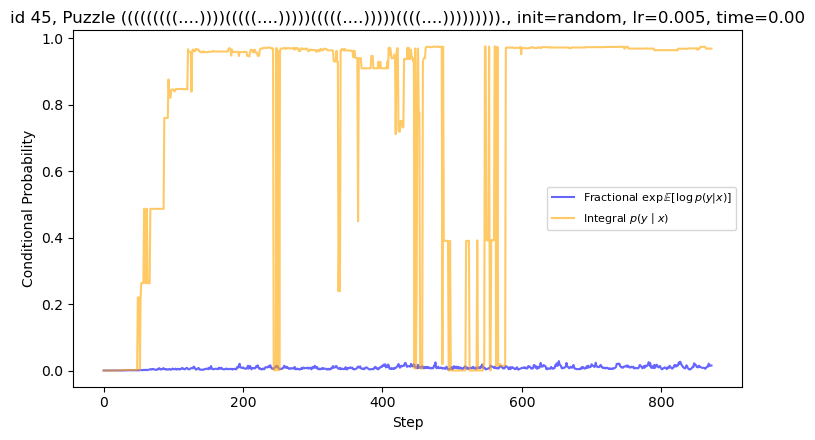 id 45, Puzzle (((((((((....))))(((((....)))))(((((....)))))((((....)))))))))., init=random, lr=0.005, time=0.00
Conditional Probability
1.0
0.8
0.6
0.4
0.2
0.0
Fractional exp𝔼[log p(y|x)]
Integral p(y | x)
0
200
400
600
800
Step